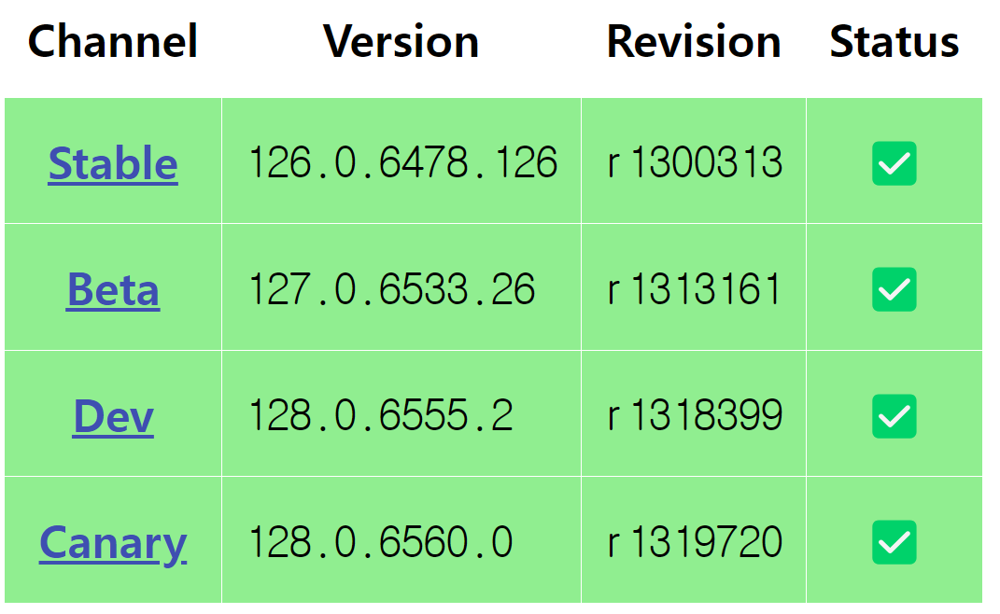 Channel Version Revision Status
Stable 126.0.6478.126 r1300313 ✅
Beta 127.0.6533.26 r1313161 ✅
Dev 128.0.6555.2 r1318399 ✅
Canary 128.0.6560.0 r1319720 ✅